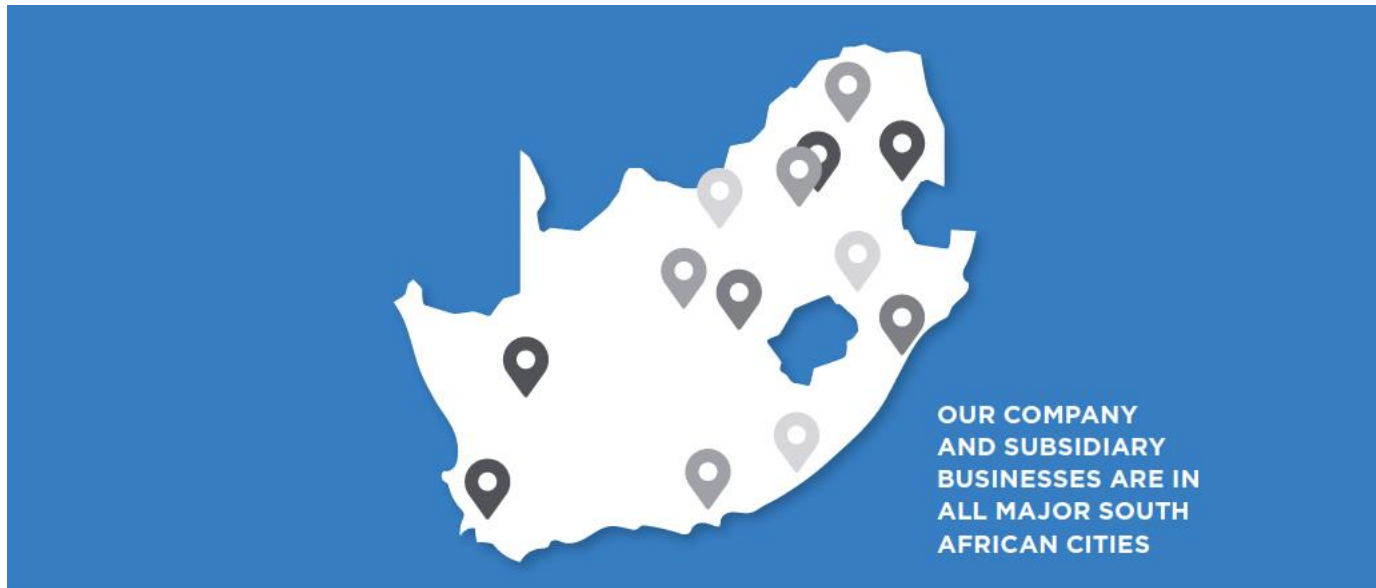 OUR COMPANY
AND SUBSIDIARY
BUSINESSES ARE IN
ALL MAJOR SOUTH
AFRICAN CITIES